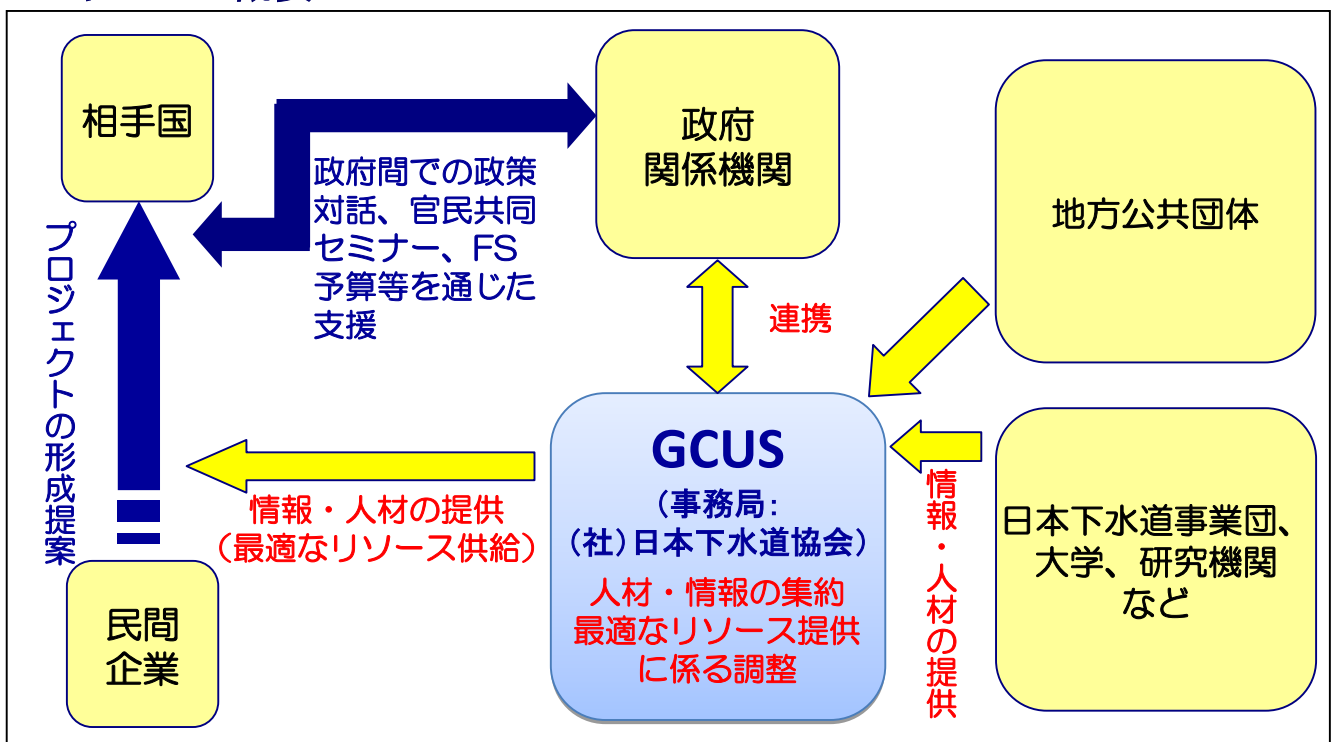 相手国
政府
関係機関
地方公共団体
政府間での政策
対話、官民共同
セミナー、FS
予算等を通じた
支援
プロジェクトの形成提案
連携
GCUS
(事務局:
(社)日本下水道協会)
人材・情報の集約
最適なリソース提供
に係る調整
情報・人材の提供
(最適なリソース供給)
情報・人材の提供
日本下水道事業団、
大学、研究機関
など
民間
企業